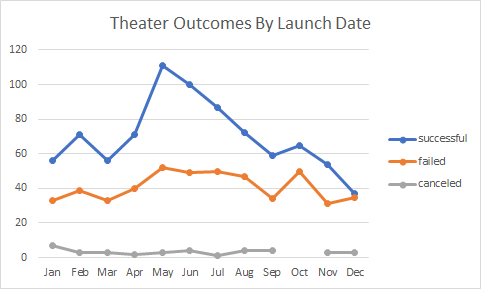 Theater Outcomes By Launch Date
120
100
80
60
40
20
0
Jan Feb Mar Apr May Jun Jul Aug Sep Oct Nov Dec
successful
failed
canceled